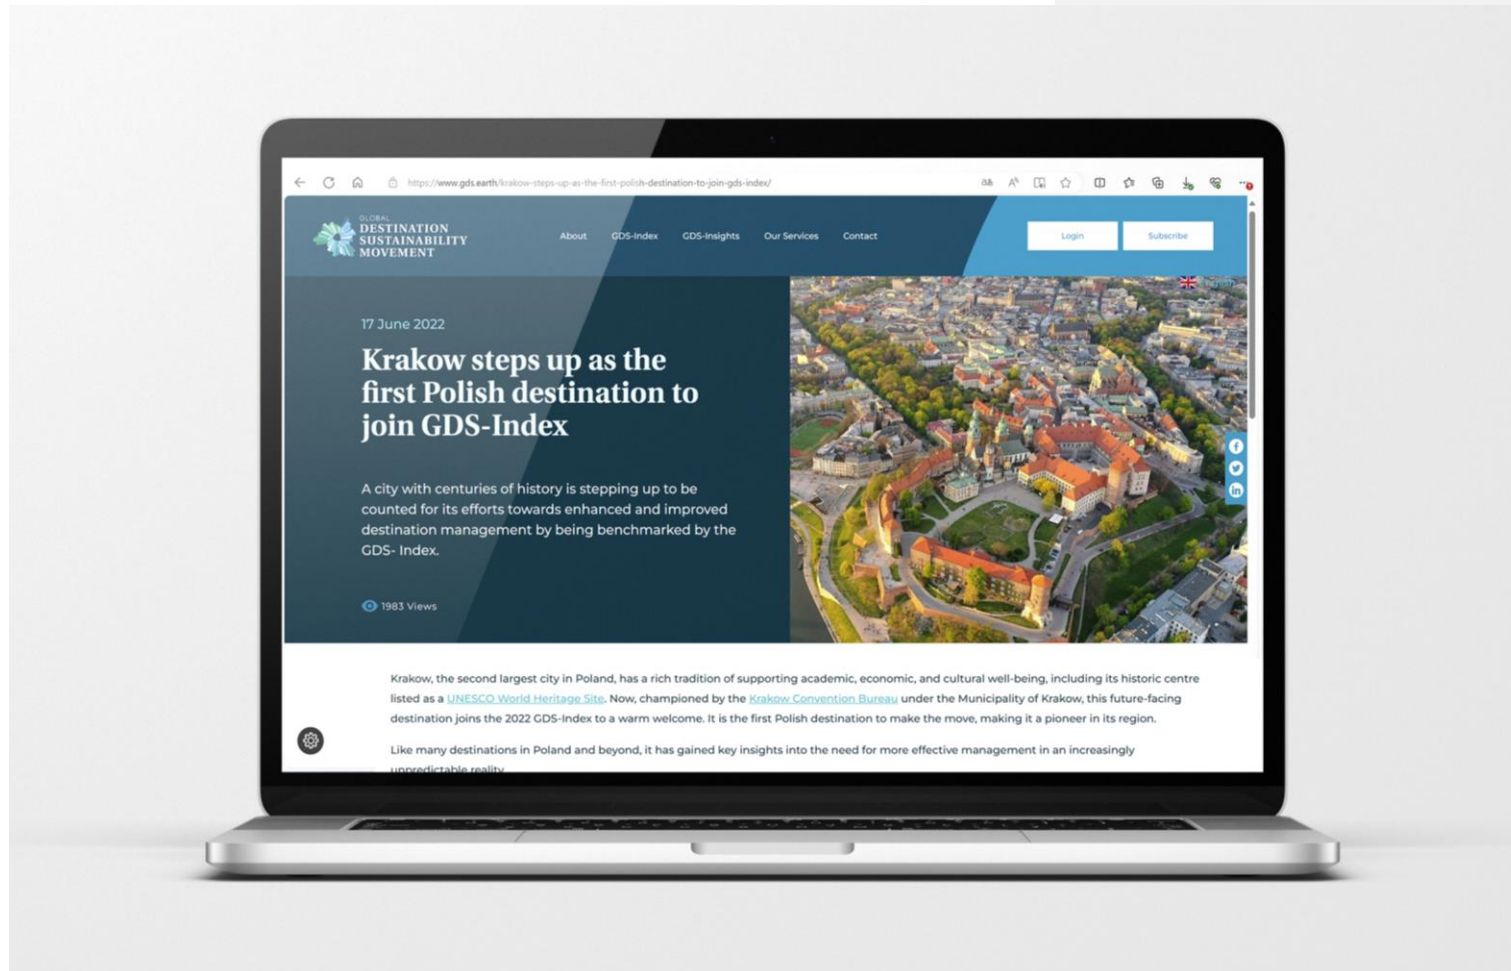 https://www.gds.earth/krakow-steps-up-as-the-first-polish-destination-to-join-gds-index/
GLOBAL
DESTINATION
SUSTAINABILITY
MOVEMENT
About GDS-Index GDS-Insights Our Services Contact
Login Subscribe
17 June 2022
Krakow steps up as the
first Polish destination to
join GDS-Index
A city with centuries of history is stepping up to be
counted for its efforts towards enhanced and improved
destination management by being benchmarked by the
GDS- Index.
1983 Views
Krakow, the second largest city in Poland, has a rich tradition of supporting academic, economic, and cultural well-being, including its historic centre
listed as a UNESCO World Heritage Site. Now, championed by the Krakow Convention Bureau under the Municipality of Krakow, this future-facing
destination joins the 2022 GDS-Index to a warm welcome. It is the first Polish destination to make the move, making it a pioneer in its region.
Like many destinations in Poland and beyond, it has gained key insights into the need for more effective management in an increasingly
unpredictable reality